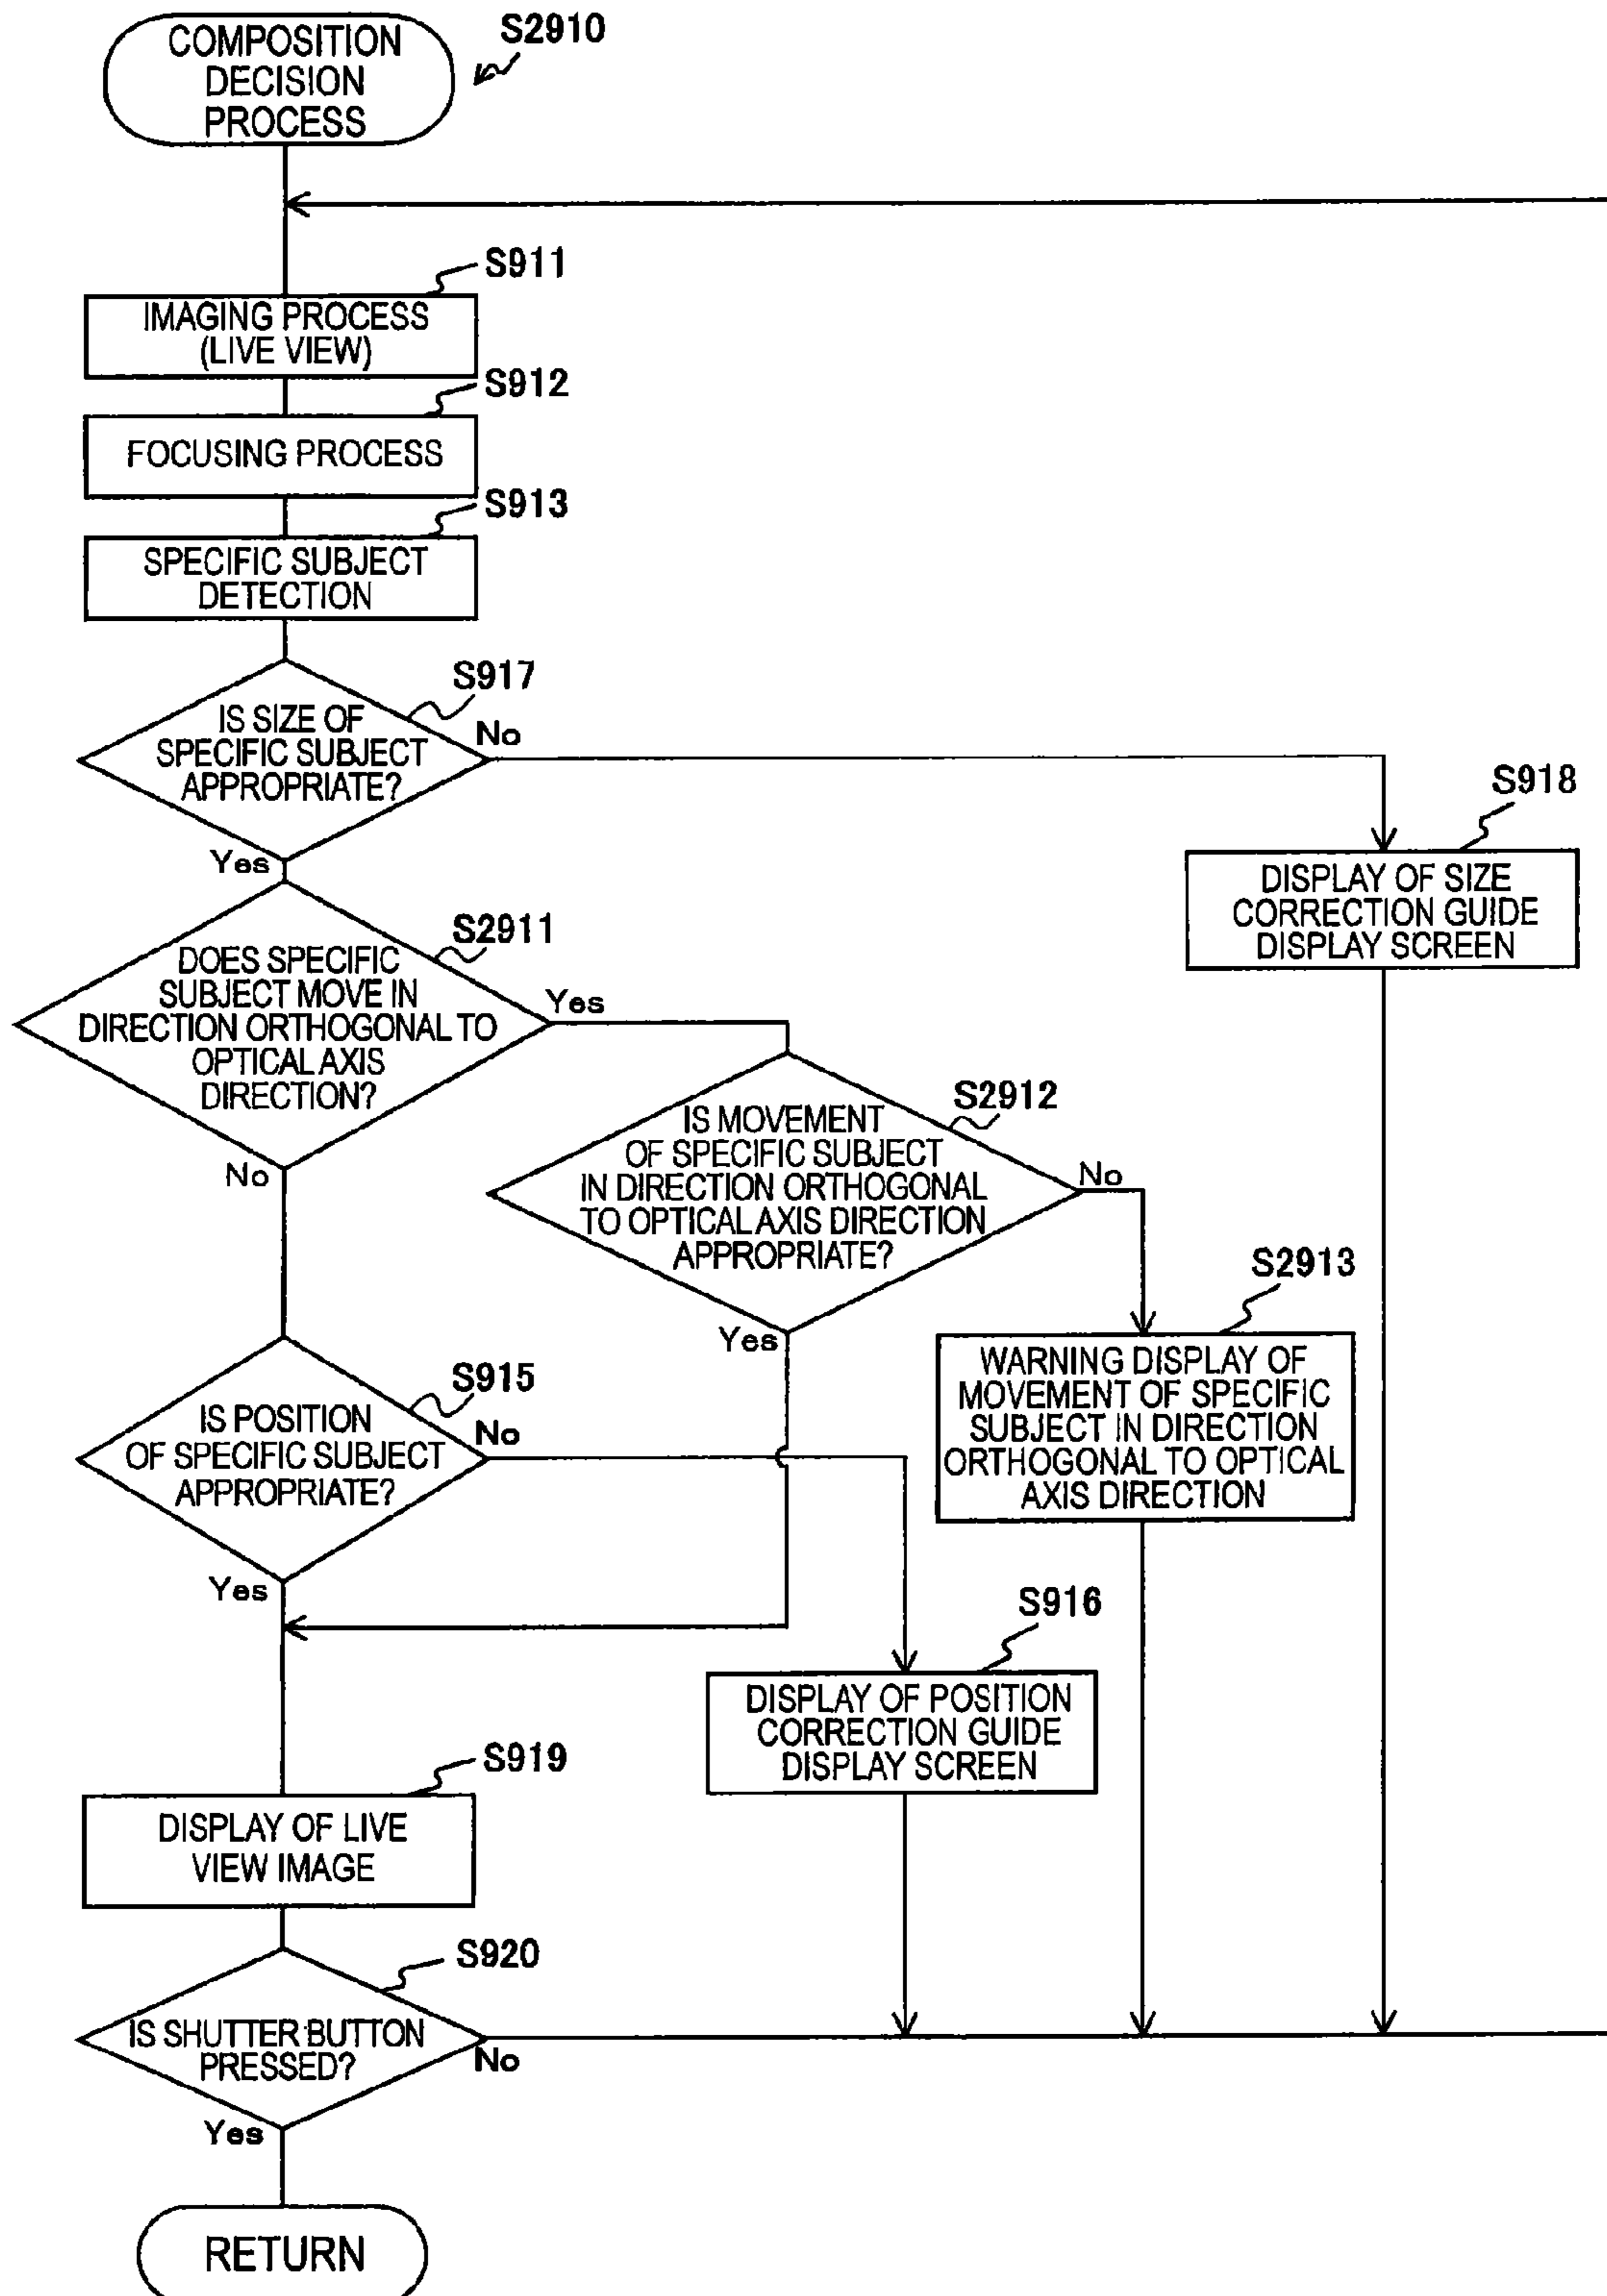 COMPOSITION
DECISION
PROCESS
S2910
S911
IMAGING PROCESS
(LIVE VIEW)
S912
FOCUSING PROCESS
S913
SPECIFIC SUBJECT
DETECTION
S917
IS SIZE OF
SPECIFIC SUBJECT
APPROPRIATE?
No
Yes
S918
DISPLAY OF SIZE
CORRECTION GUIDE
DISPLAY SCREEN
S2911
DOES SPECIFIC
SUBJECT MOVE IN
DIRECTION ORTHOGONAL TO
OPTICAL AXIS
DIRECTION?
Yes
No
S2912
IS MOVEMENT
OF SPECIFIC SUBJECT
IN DIRECTION ORTHOGONAL
TO OPTICAL AXIS DIRECTION
APPROPRIATE?
No
Yes
S2913
WARNING DISPLAY OF
MOVEMENT OF SPECIFIC
SUBJECT IN DIRECTION
ORTHOGONAL TO OPTICAL
AXIS DIRECTION
S915
IS POSITION
OF SPECIFIC SUBJECT
APPROPRIATE?
No
Yes
S916
DISPLAY OF POSITION
CORRECTION GUIDE
DISPLAY SCREEN
S919
DISPLAY OF LIVE
VIEW IMAGE
S920
IS SHUTTER BUTTON
PRESSED?
No
Yes
RETURN